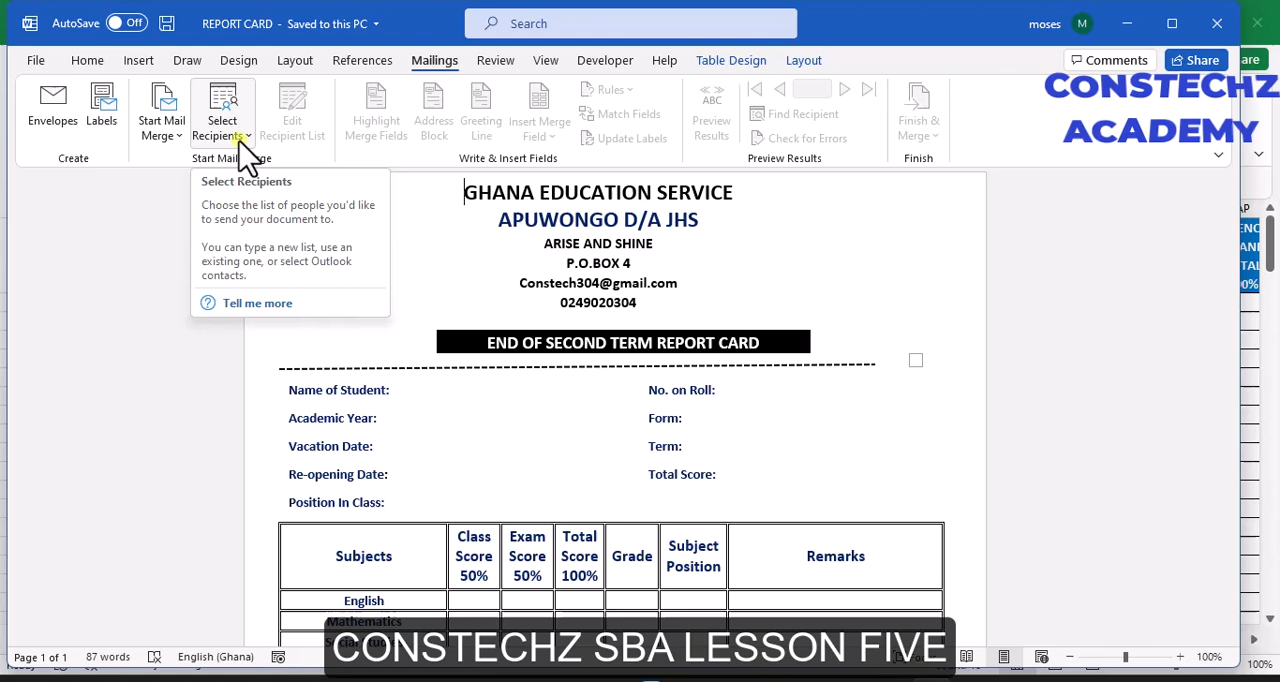 AutoSave Off REPORT CARD - Saved to this PC Search moses M
File Home Insert Draw Design Layout References Mailings Review View Developer Help Table Design Layout Comments Share
CONSTECHZ
ACADEMY
Envelopes Labels Start Mail Merge Select Recipients Edit Recipient List Highlight Merge Fields Address Block Greeting Line Insert Merge Field Rules Match Fields Update Labels Preview Results Find Recipient Check for Errors Finish & Merge
Create Start Mail Merge Write & Insert Fields Preview Results Finish
Select Recipients
Choose the list of people you'd like
to send your document to.
You can type a new list, use an
existing one, or select Outlook
contacts.
Tell me more
GHANA EDUCATION SERVICE
APUWONGO D/A JHS
ARISE AND SHINE
P.O.BOX 4
Constech304@gmail.com
0249020304
END OF SECOND TERM REPORT CARD
Name of Student: No. on Roll:
Academic Year: Form:
Vacation Date: Term:
Re-opening Date: Total Score:
Position In Class:
Subjects Class Score 50% Exam Score 50% Total Score 100% Grade Subject Position Remarks
English
Mathematics
CONSTECHZ SBA LESSON FIVE
Page 1 of 1 87 words English (Ghana) 100%
100%